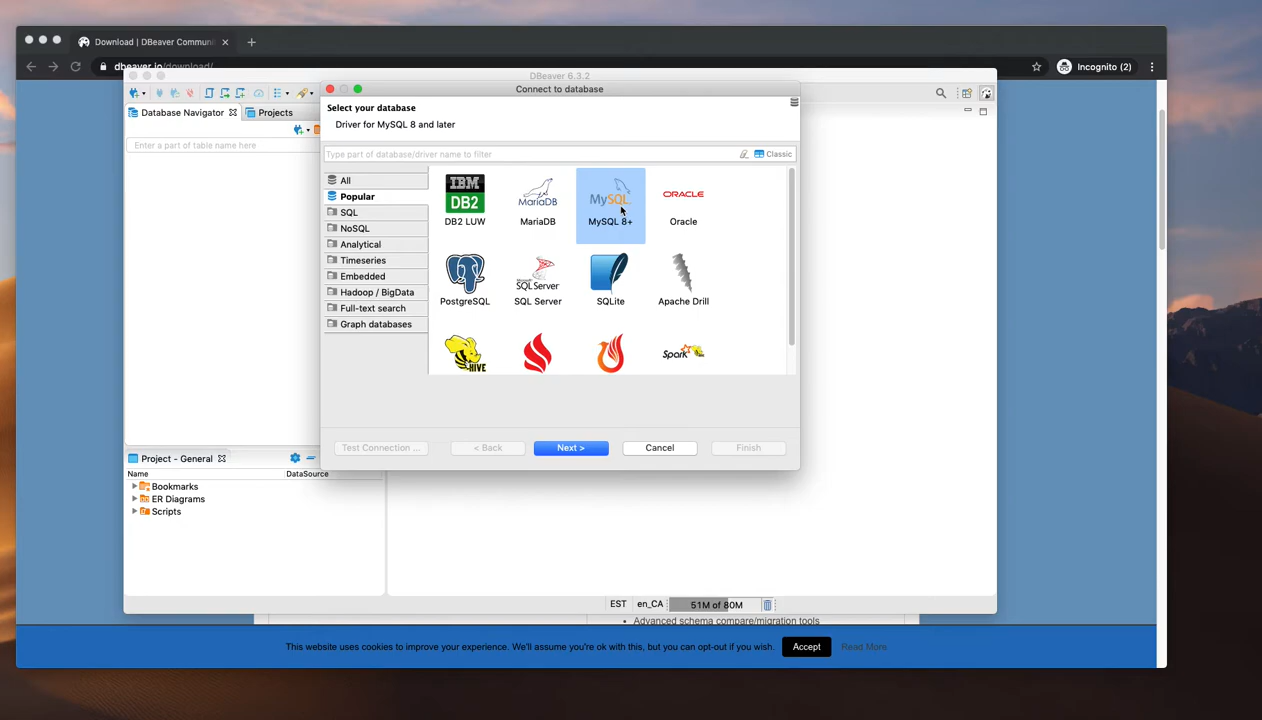 Download | DBeaver Communi
dbeaver.io/download/
Incognito (2)
DBeaver 6.3.2
Connect to database
Database Navigator
Projects
Enter a part of table name here
Select your database
Driver for MySQL 8 and later
Type part of database/driver name to filter
Classic
All
Popular
SQL
NoSQL
Analytical
Timeseries
Embedded
Hadoop / BigData
Full-text search
Graph databases
IBM
DB2
DB2 LUW
MariaDB
MariaDB
MySQL
MySQL 8+
ORACLE
Oracle
PostgreSQL
SQL Server
SQL Server
SQLite
Apache Drill
HIVE
Spark
Test Connection ...
< Back
Next >
Cancel
Finish
Project - General
Name
DataSource
Bookmarks
ER Diagrams
Scripts
EST
en_CA
51M of 80M
Advanced schema compare/migration tools
This website uses cookies to improve your experience. We'll assume you're ok with this, but you can opt-out if you wish.
Accept
Read More